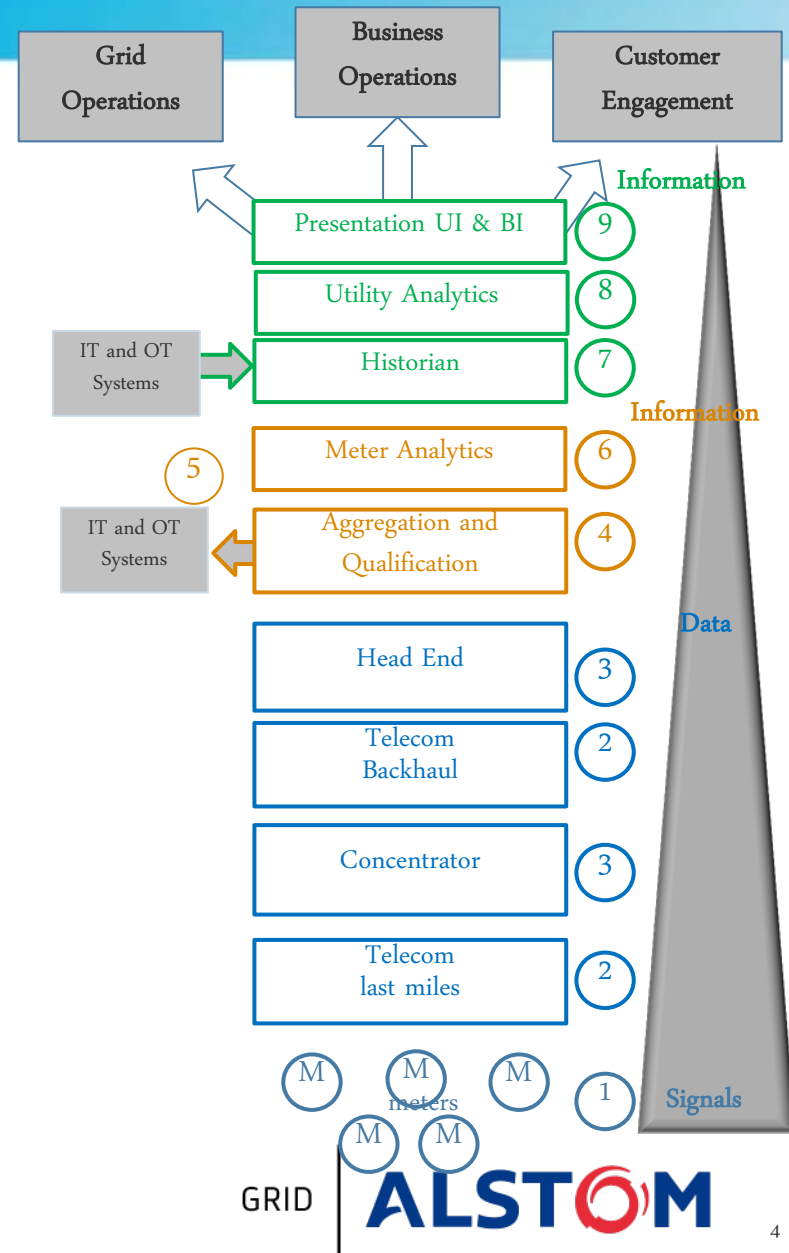 Grid
Operations
Business
Operations
Customer
Engagement
Information
Presentation UI & BI
9
Utility Analytics
8
IT and OT
Systems
Historian
7
Information
Meter Analytics
6
5
IT and OT
Systems
Aggregation and
Qualification
4
Data
Head End
3
Telecom
Backhaul
2
Concentrator
3
Telecom
last miles
2
M
M
M
meters
1
Signals
M
M
GRID
ALSTOM
4